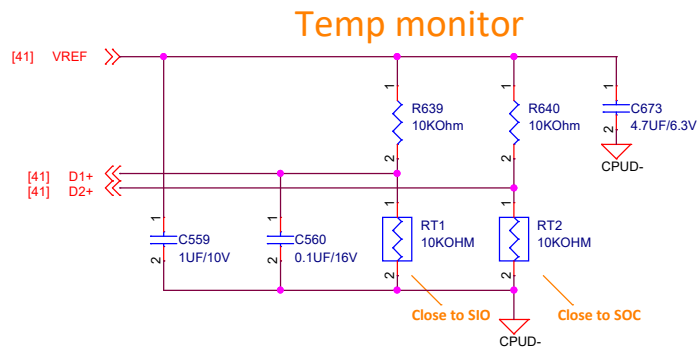 Temp monitor
[41] VREF
1
R639
10KOhm
2
1
R640
10KOhm
2
1
C673
4.7UF/6.3V
2
CPUD-
[41] D1+
[41] D2+
1
C559
1UF/10V
2
1
C560
0.1UF/16V
2
1
RT1
10KOHM
2
1
RT2
10KOHM
2
Close to SIO
Close to SOC
CPUD-